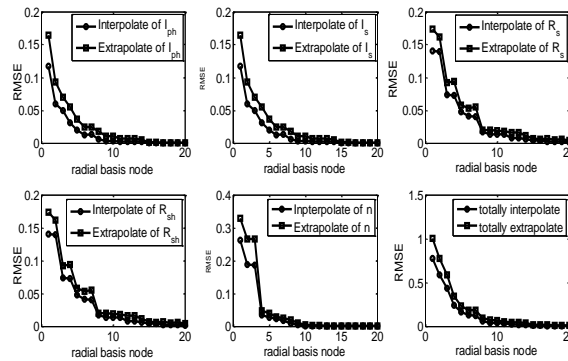 0.2
0.15
0.1
0.05
0
RMSE
Interpolate of I_ph
Extrapolate of I_ph
0 10 20
radial basis node
0.2
0.15
0.1
0.05
0
RMSE
Interpolate of I_s
Extrapolate of I_s
0 5 10 15 20
radial basis node
0.2
0.15
0.1
0.05
0
RMSE
Interpolate of R_s
Extrapolate of R_s
0 10 20
radial basis node
0.2
0.15
0.1
0.05
0
RMSE
Interpolate of R_sh
Extrapolate of R_sh
0 10 20
radial basis node
0.4
0.3
0.2
0.1
0
RMSE
Inpterpolate of n
Extrapolate of n
0 5 10 15 20
radial basis node
1.5
1
0.5
0
RMSE
totally interpolate
totally extrapolate
0 10 20
radial basis node